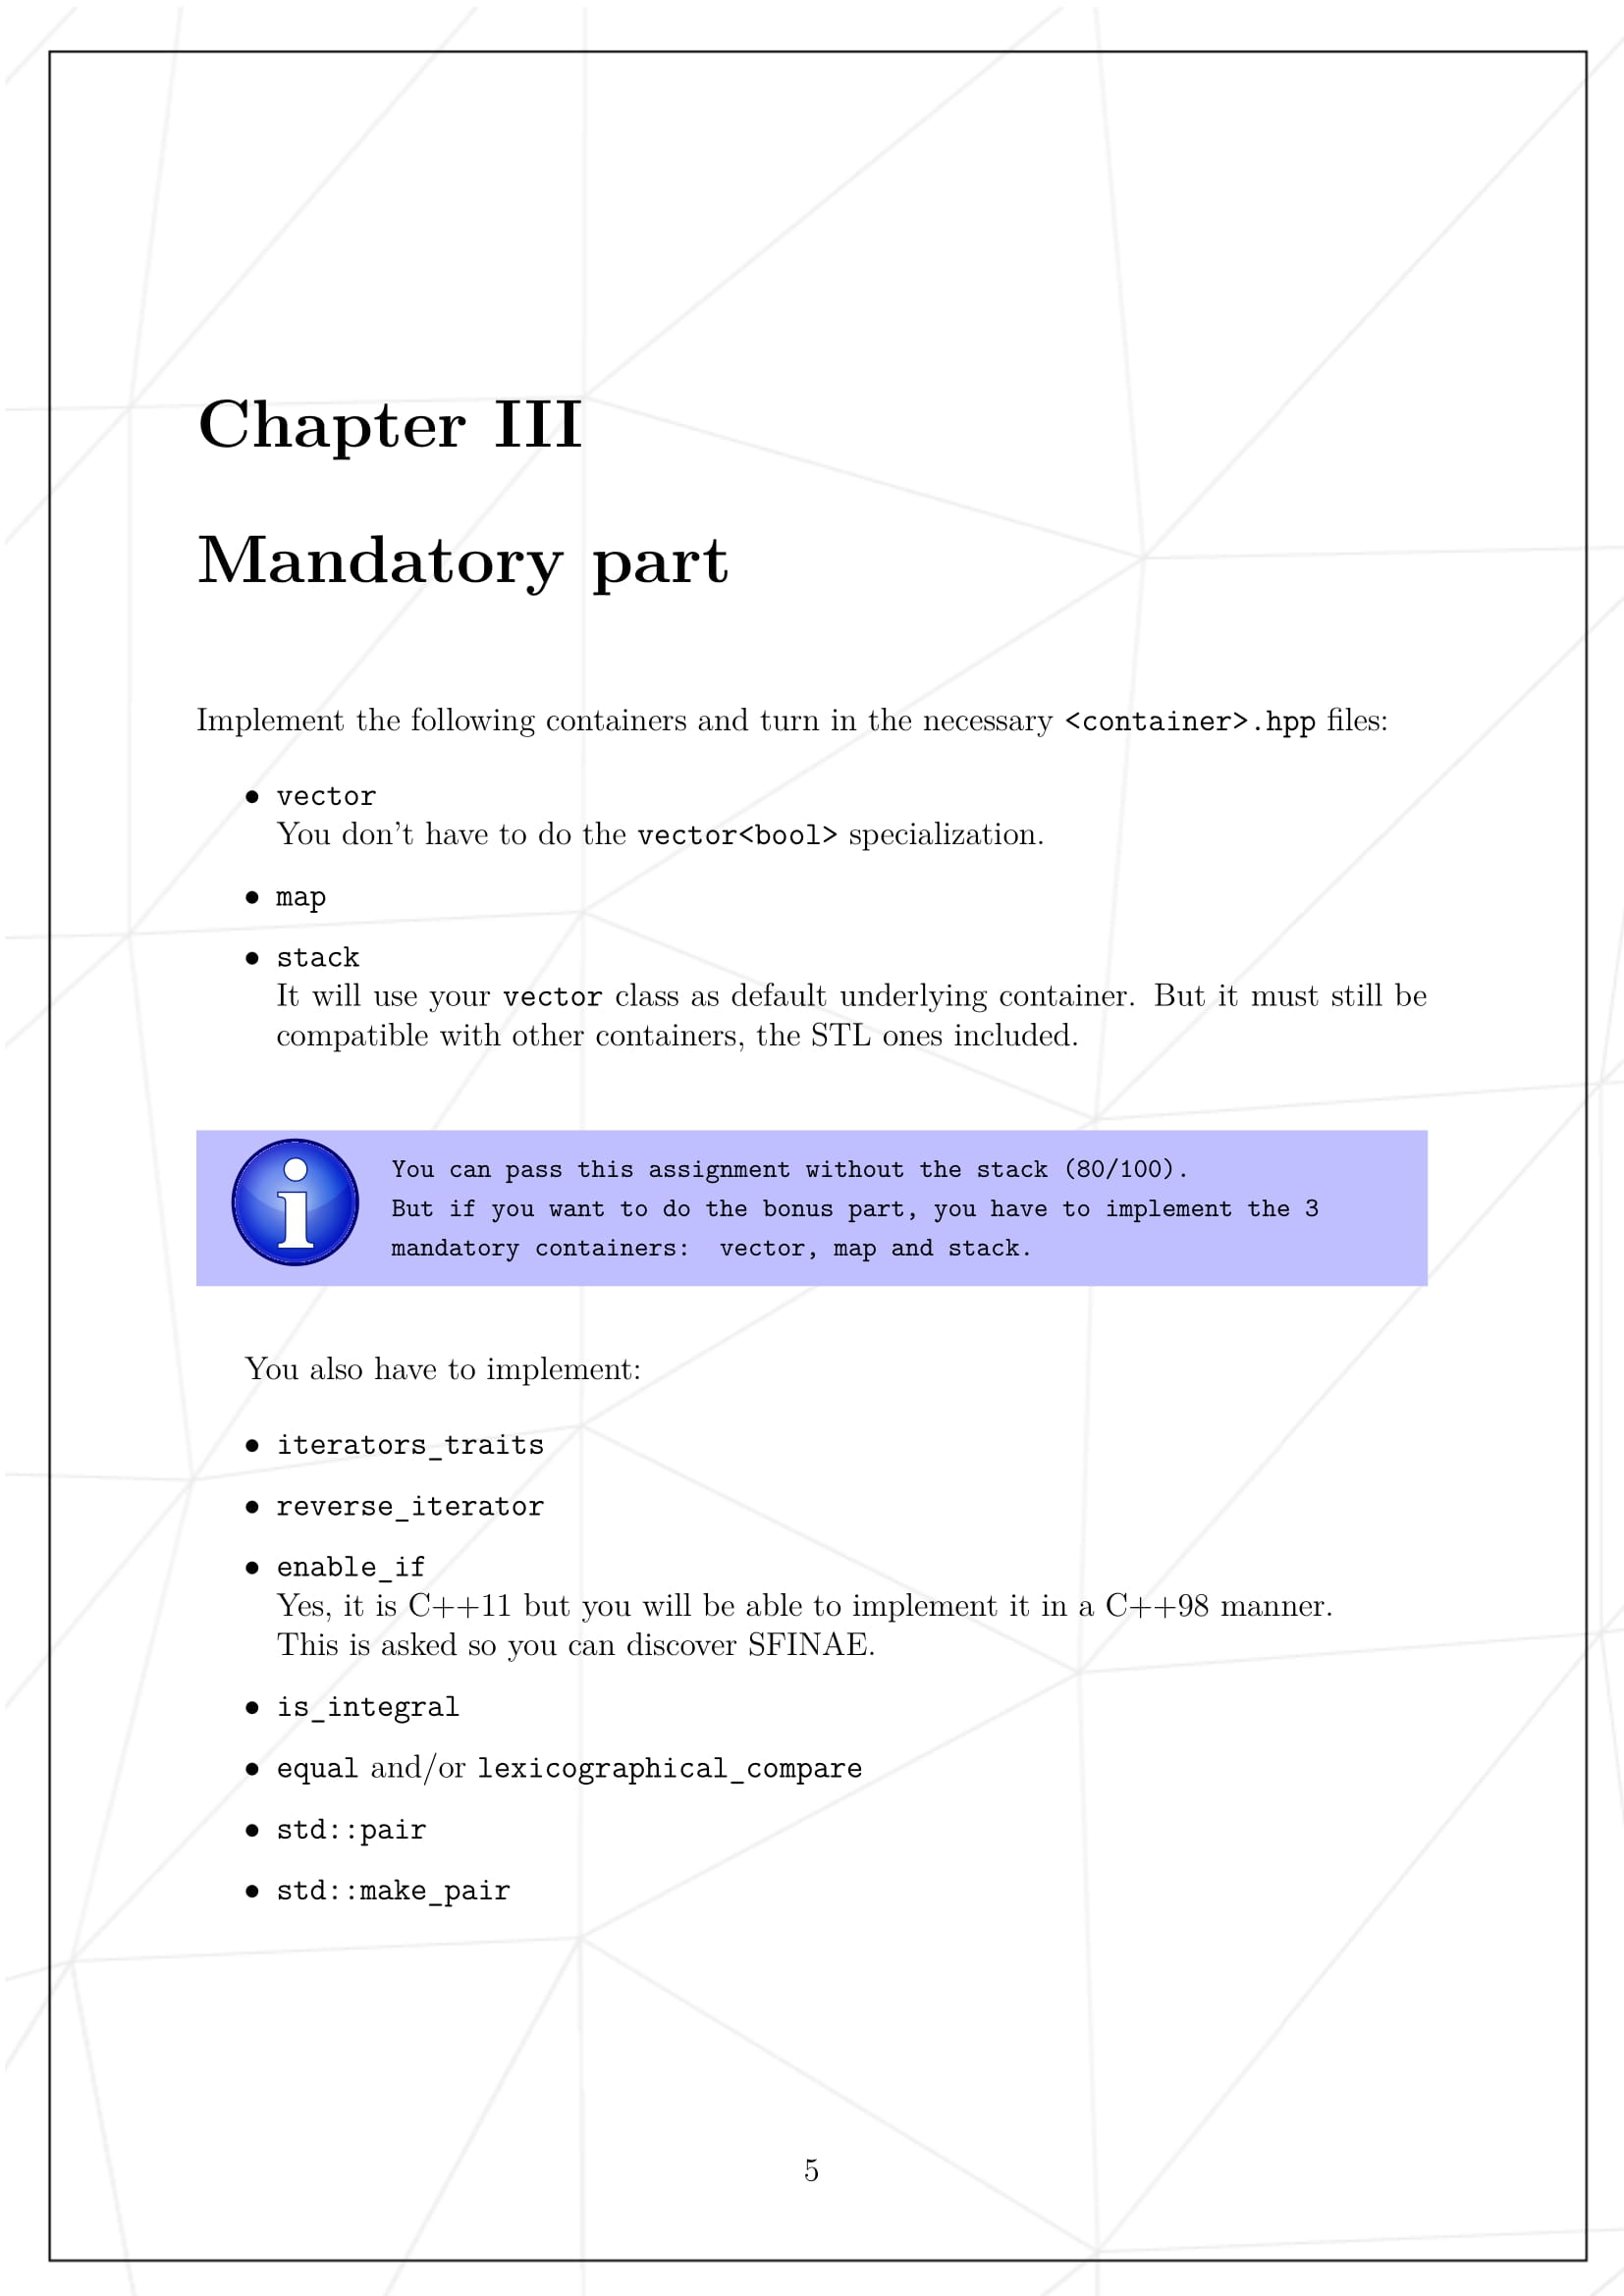 Chapter III
Mandatory part
Implement the following containers and turn in the necessary <container>.hpp files:
• vector
You don't have to do the vector<bool> specialization.
• map
• stack
It will use your vector class as default underlying container. But it must still be
compatible with other containers, the STL ones included.
You can pass this assignment without the stack (80/100).
But if you want to do the bonus part, you have to implement the 3
mandatory containers: vector, map and stack.
You also have to implement:
• iterators_traits
• reverse_iterator
• enable_if
Yes, it is C++11 but you will be able to implement it in a C++98 manner.
This is asked so you can discover SFINAE.
• is_integral
• equal and/or lexicographical_compare
• std::pair
• std::make_pair
5